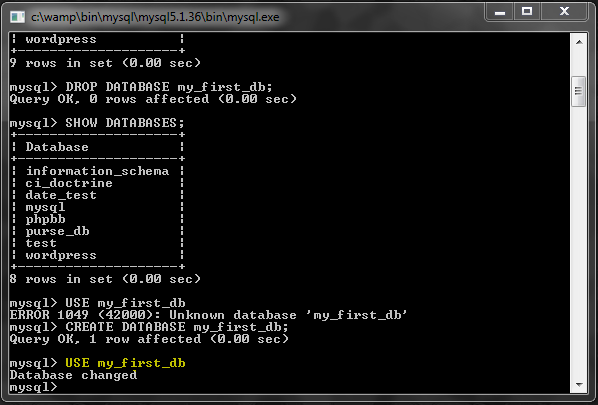 c:\wamp\bin\mysql\mysql5.1.36\bin\mysql.exe
| wordpress          |
+--------------------+
9 rows in set (0.00 sec)
mysql> DROP DATABASE my_first_db;
Query OK, 0 rows affected (0.00 sec)
mysql> SHOW DATABASES;
+--------------------+
| Database           |
+--------------------+
| information_schema |
| ci_doctrine        |
| date_test          |
| mysql              |
| phpbb              |
| purse_db           |
| test               |
| wordpress          |
+--------------------+
8 rows in set (0.00 sec)
mysql> USE my_first_db
ERROR 1049 (42000): Unknown database 'my_first_db'
mysql> CREATE DATABASE my_first_db;
Query OK, 1 row affected (0.00 sec)
mysql> USE my_first_db
Database changed
mysql>